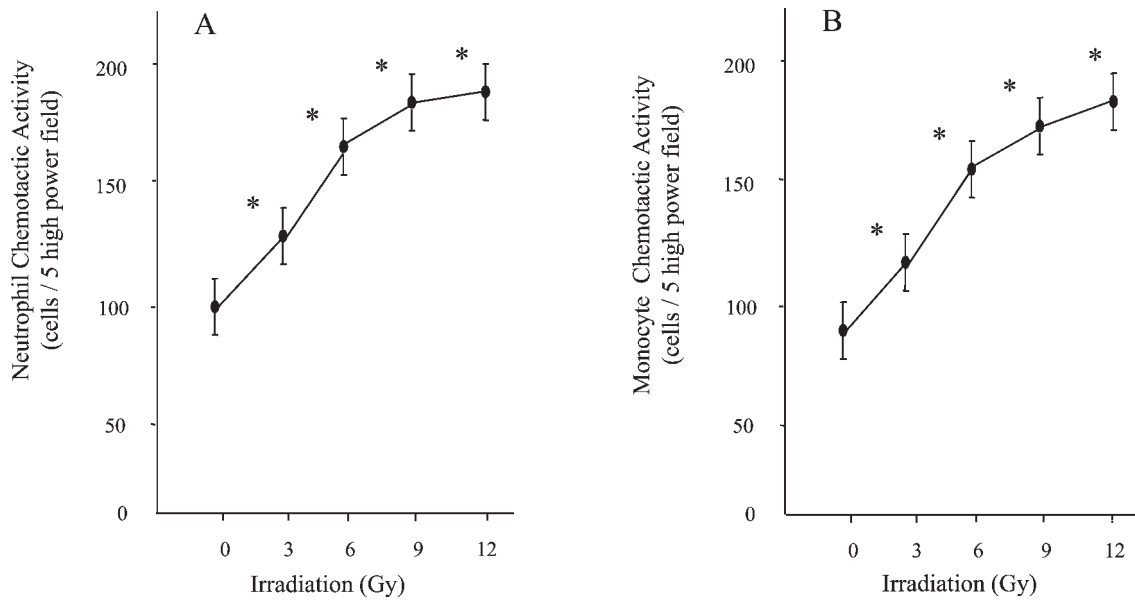 A
Neutrophil Chemotactic Activity
(cells / 5 high power field)
200
*
*
*
*
150
100
50
0
0 3 6 9 12
Irradiation (Gy)
B
Monocyte Chemotactic Activity
(cells / 5 high power field)
200
*
*
*
*
150
100
50
0
0 3 6 9 12
Irradiation (Gy)